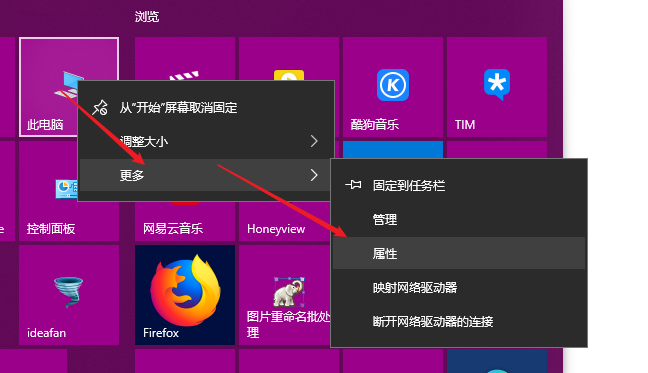 浏览
此电脑
酷狗音乐
TIM
从"开始"屏幕取消固定
调整大小
更多
固定到任务栏
管理
属性
映射网络驱动器
断开网络驱动器的连接
e
控制面板
网易云音乐
Honeyview
ideafan
Firefox
图片重命名批处
理